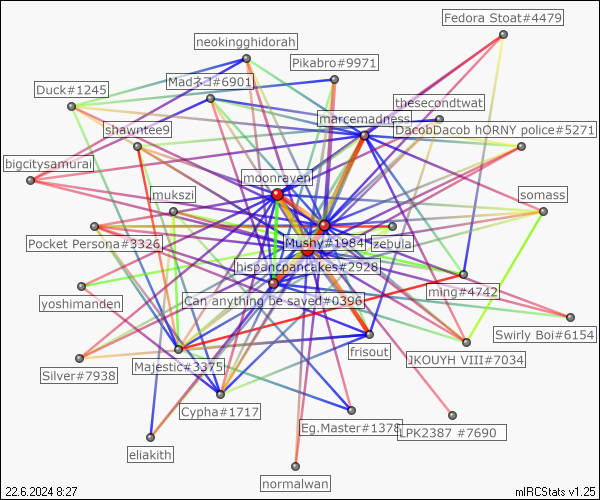 Fedora Stoat#4479
neokingghidorah
Pikabro#9971
Madネコ#6901
Duck#1245
thesecondtwat
marcemadness
DacobDacob hORNY police#5271
shawntee9
bigcitysamurai
moonraven
mukszi
somass
Pocket Persona#3326
Mushy#1984
zebula
hispancpancakes#2928
ming#4742
yoshimanden
Can anything be saved#0396
Swirly Boi#6154
frisout
JKOUYH VIII#7034
Majestic#3375
Silver#7938
Cypha#1717
Eg.Master#1378
LPK2387 #7690
eliakith
normalwan
22.6.2024 8:27
mIRCStats v1.25